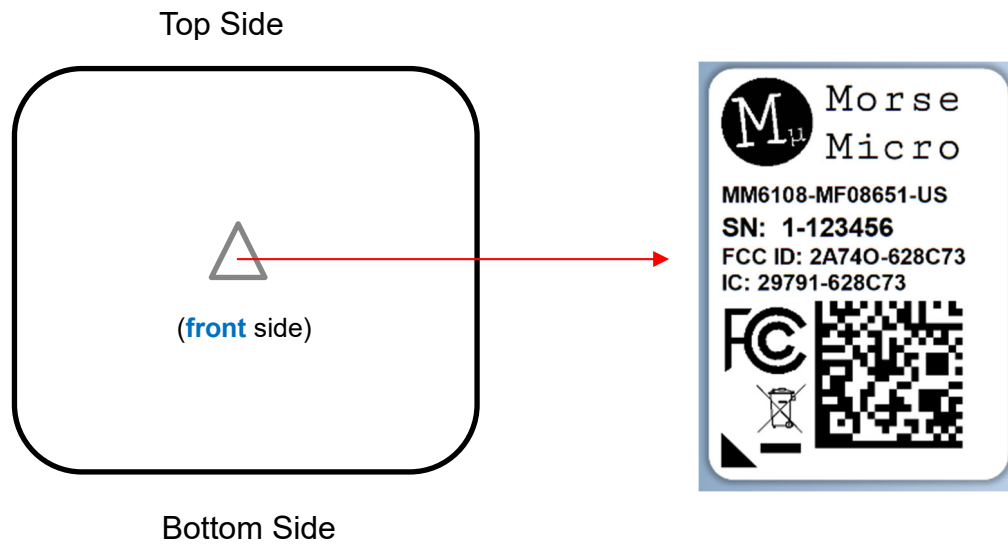 Top Side
(front side)
Bottom Side
Mμ
Morse
Micro
MM6108-MF08651-US
SN: 1-123456
FCC ID: 2A74O-628C73
IC: 29791-628C73
FC